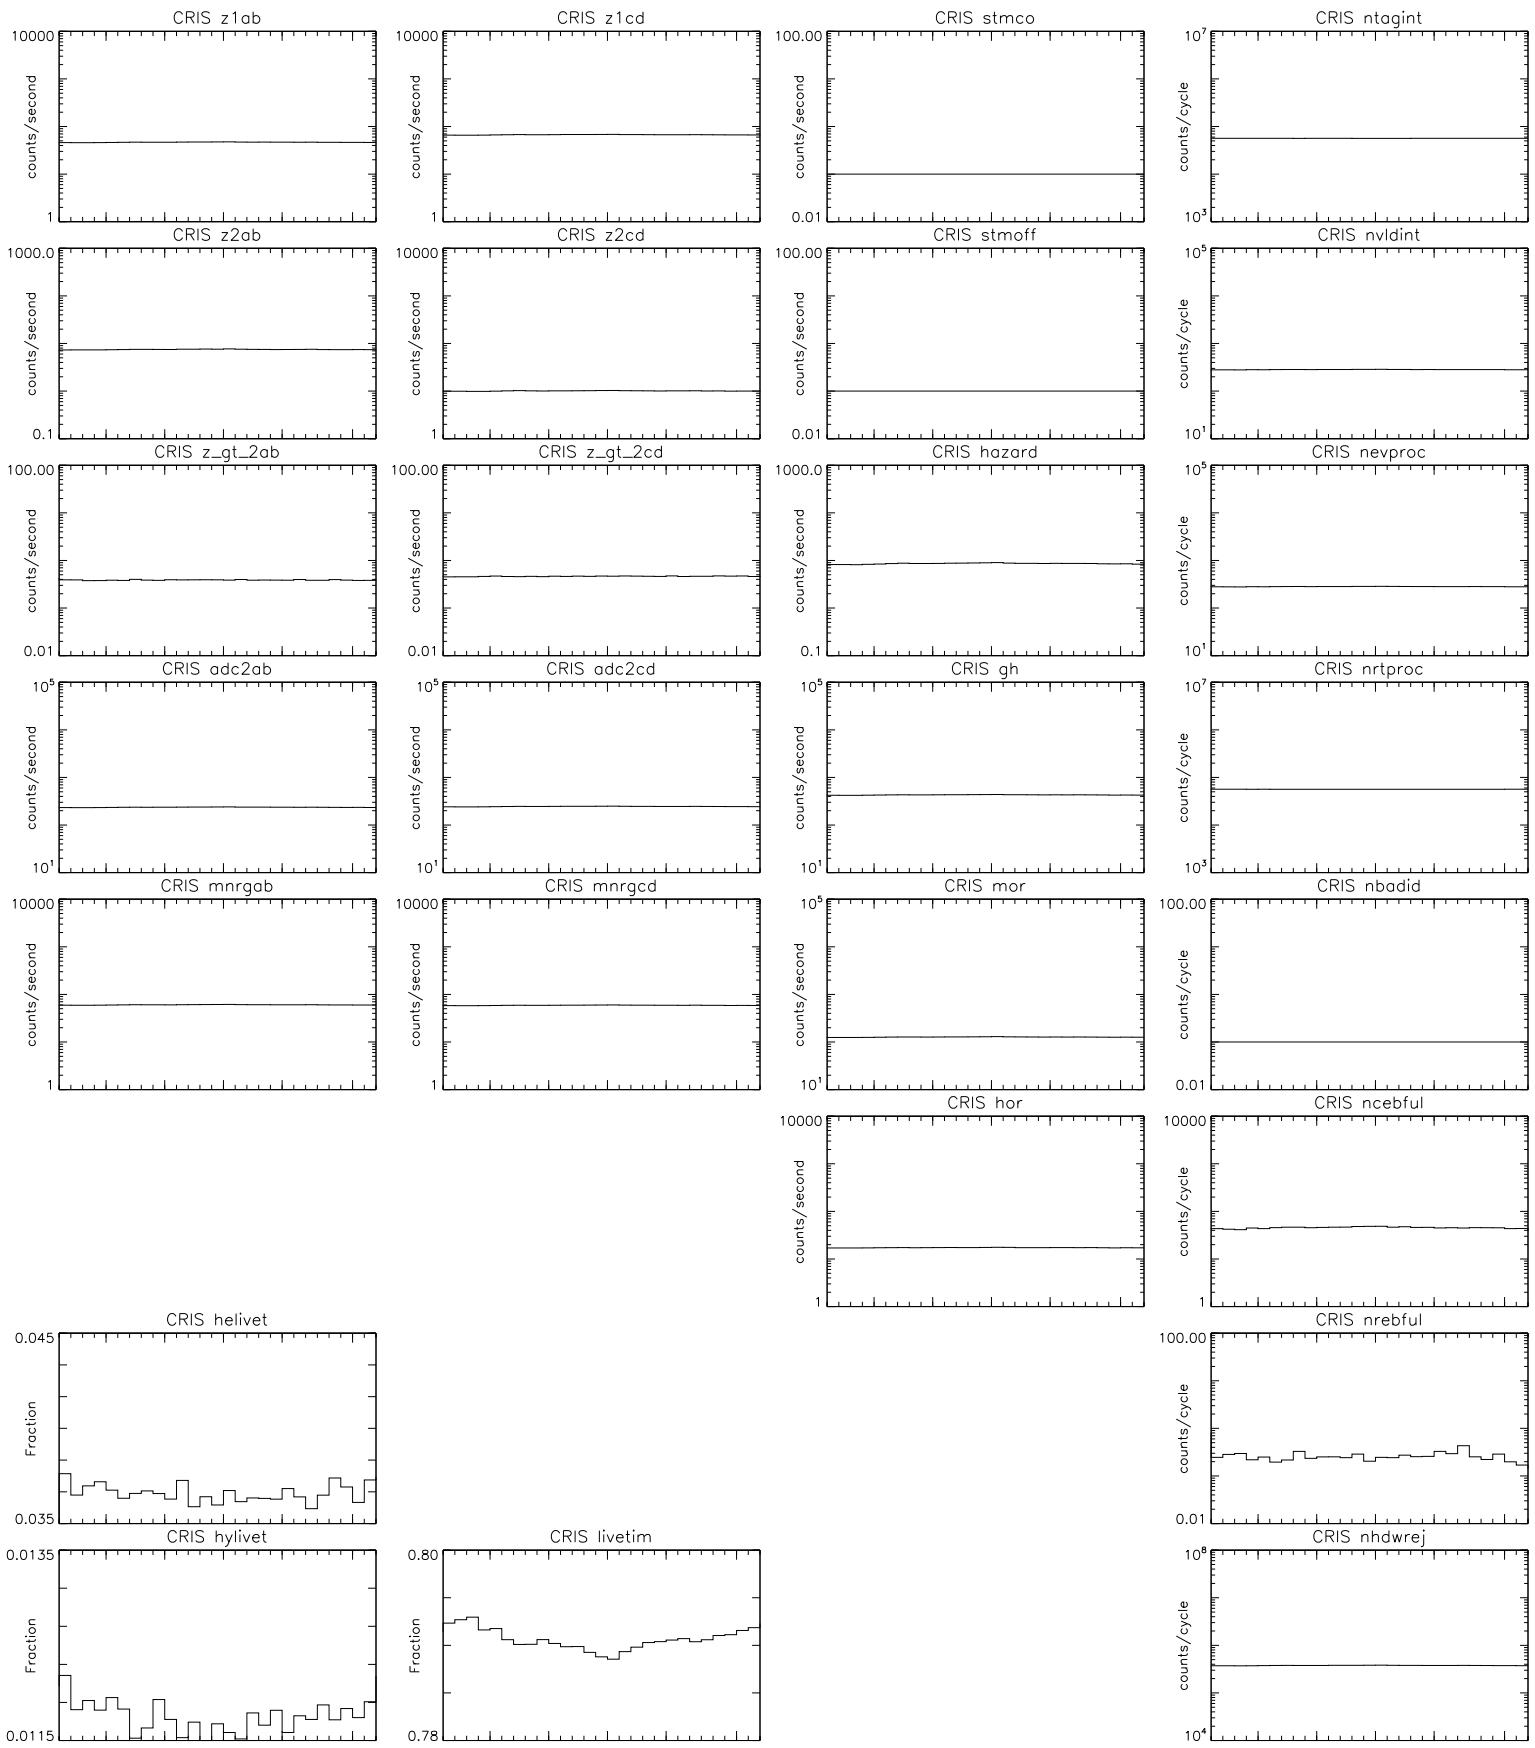 CRIS z1ab
CRIS z1cd
CRIS stmco
CRIS ntagint
10000
counts/second
1
10000
counts/second
1
100.00
counts/second
0.01
10⁷
counts/cycle
10³
CRIS z2ab
CRIS z2cd
CRIS stmoff
CRIS nvldint
1000.0
counts/second
0.1
10000
counts/second
1
100.00
counts/second
0.01
10⁵
counts/cycle
10¹
CRIS z_gt_2ab
CRIS z_gt_2cd
CRIS hazard
CRIS nevproc
100.00
counts/second
0.01
100.00
counts/second
0.01
1000.0
counts/second
0.1
10⁵
counts/cycle
10¹
CRIS adc2ab
CRIS adc2cd
CRIS gh
CRIS nrtproc
10⁵
counts/second
10¹
10⁵
counts/second
10¹
10⁵
counts/second
10¹
10⁷
counts/cycle
10³
CRIS mnrgab
CRIS mnrgcd
CRIS mor
CRIS nbadid
10000
counts/second
1
10000
counts/second
1
10⁵
counts/second
10¹
100.00
counts/cycle
0.01
CRIS hor
CRIS ncebful
10000
counts/second
1
10000
counts/cycle
1
CRIS helivet
CRIS nrebful
0.045
Fraction
0.035
100.00
counts/cycle
0.01
CRIS hylivet
CRIS livetim
CRIS nhdwrej
0.0135
Fraction
0.0115
0.80
Fraction
0.78
10⁸
counts/cycle
10⁴